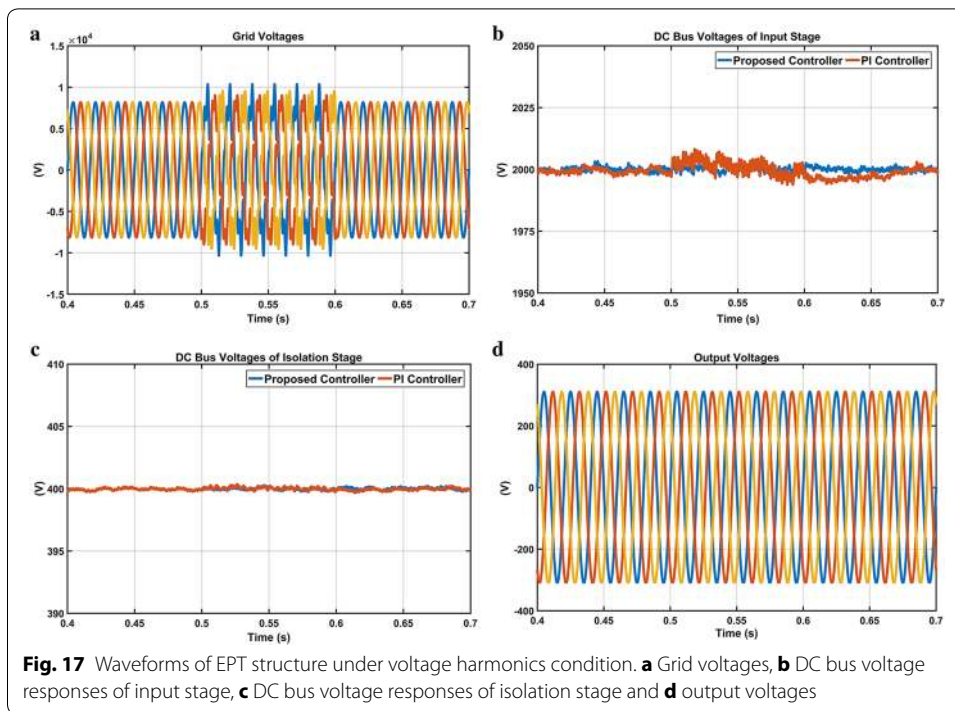 a
Grid Voltages
1.5 ×10⁴
1
0.5
0
-0.5
-1
-1.5
(V)
0.4 0.45 0.5 0.55 0.6 0.65 0.7
Time (s)
b
DC Bus Voltages of Input Stage
Proposed Controller PI Controller
2050
2025
2000
1975
1950
(V)
0.4 0.45 0.5 0.55 0.6 0.65 0.7
Time (s)
c
DC Bus Voltages of Isolation Stage
Proposed Controller PI Controller
410
405
400
395
390
(V)
0.4 0.45 0.5 0.55 0.6 0.65 0.7
Time (s)
d
Output Voltages
400
200
0
-200
-400
(V)
0.4 0.45 0.5 0.55 0.6 0.65 0.7
Time (s)
Fig. 17 Waveforms of EPT structure under voltage harmonics condition. a Grid voltages, b DC bus voltage
responses of input stage, c DC bus voltage responses of isolation stage and d output voltages